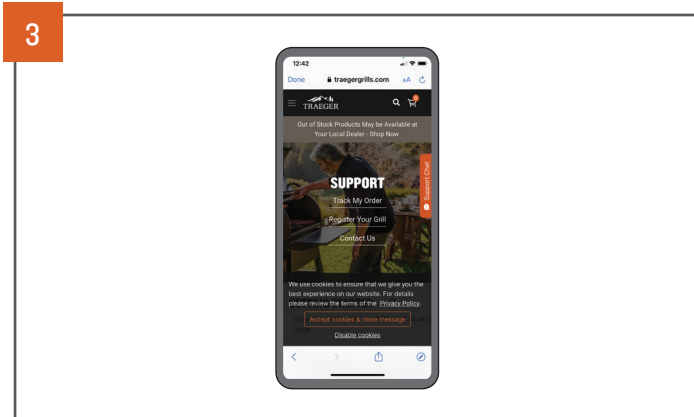 3
12:42
Done traegergrills.com AA
TRAEGER
Out of Stock Products May be Available at
Your Local Dealer - Shop Now
Support Chat
SUPPORT
Track My Order
Register Your Grill
Contact Us
We use cookies to ensure that we give you the
best experience on our website. For details
please review the terms of the Privacy Policy.
Accept cookies & close message
Disable cookies